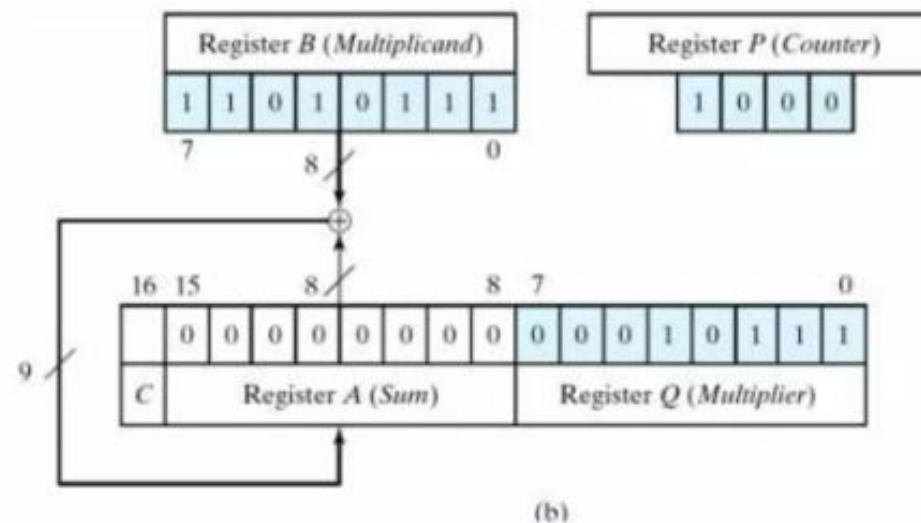 Register B (Multiplicand)
Register P (Counter)
1 1 0 1 0 1 1 1
1 0 0 0
7 8 0
16 15 8 8 7 0
0 0 0 0 0 0 0 0 0 0 0 1 0 1 1 1
9
C Register A (Sum) Register Q (Multiplier)
(b)